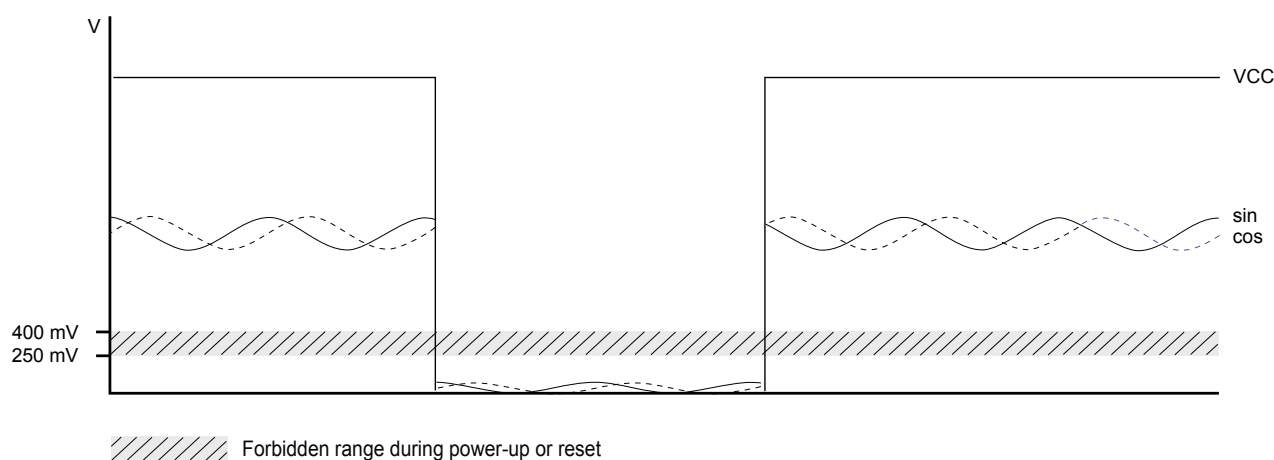 V
VCC
sin
cos
400 mV
250 mV
Forbidden range during power-up or reset